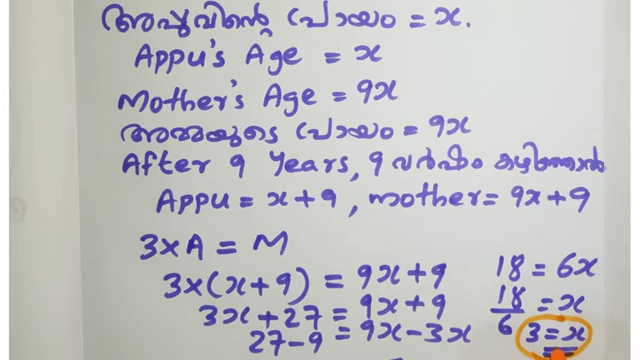 അപ്പുവിന്റെ പ്രായം = x.
Appu's Age = x
Mother's Age = 9x
അമ്മയുടെ പ്രായം = 9x
After 9 Years, 9 വർഷം കഴിഞ്ഞാൽ
Appu = x + 9 , mother = 9x + 9
3 x A = M
3 x (x + 9) = 9x + 9
3x + 27 = 9x + 9
27 - 9 = 9x - 3x
18 = 6x
18/6 = x
3 = x